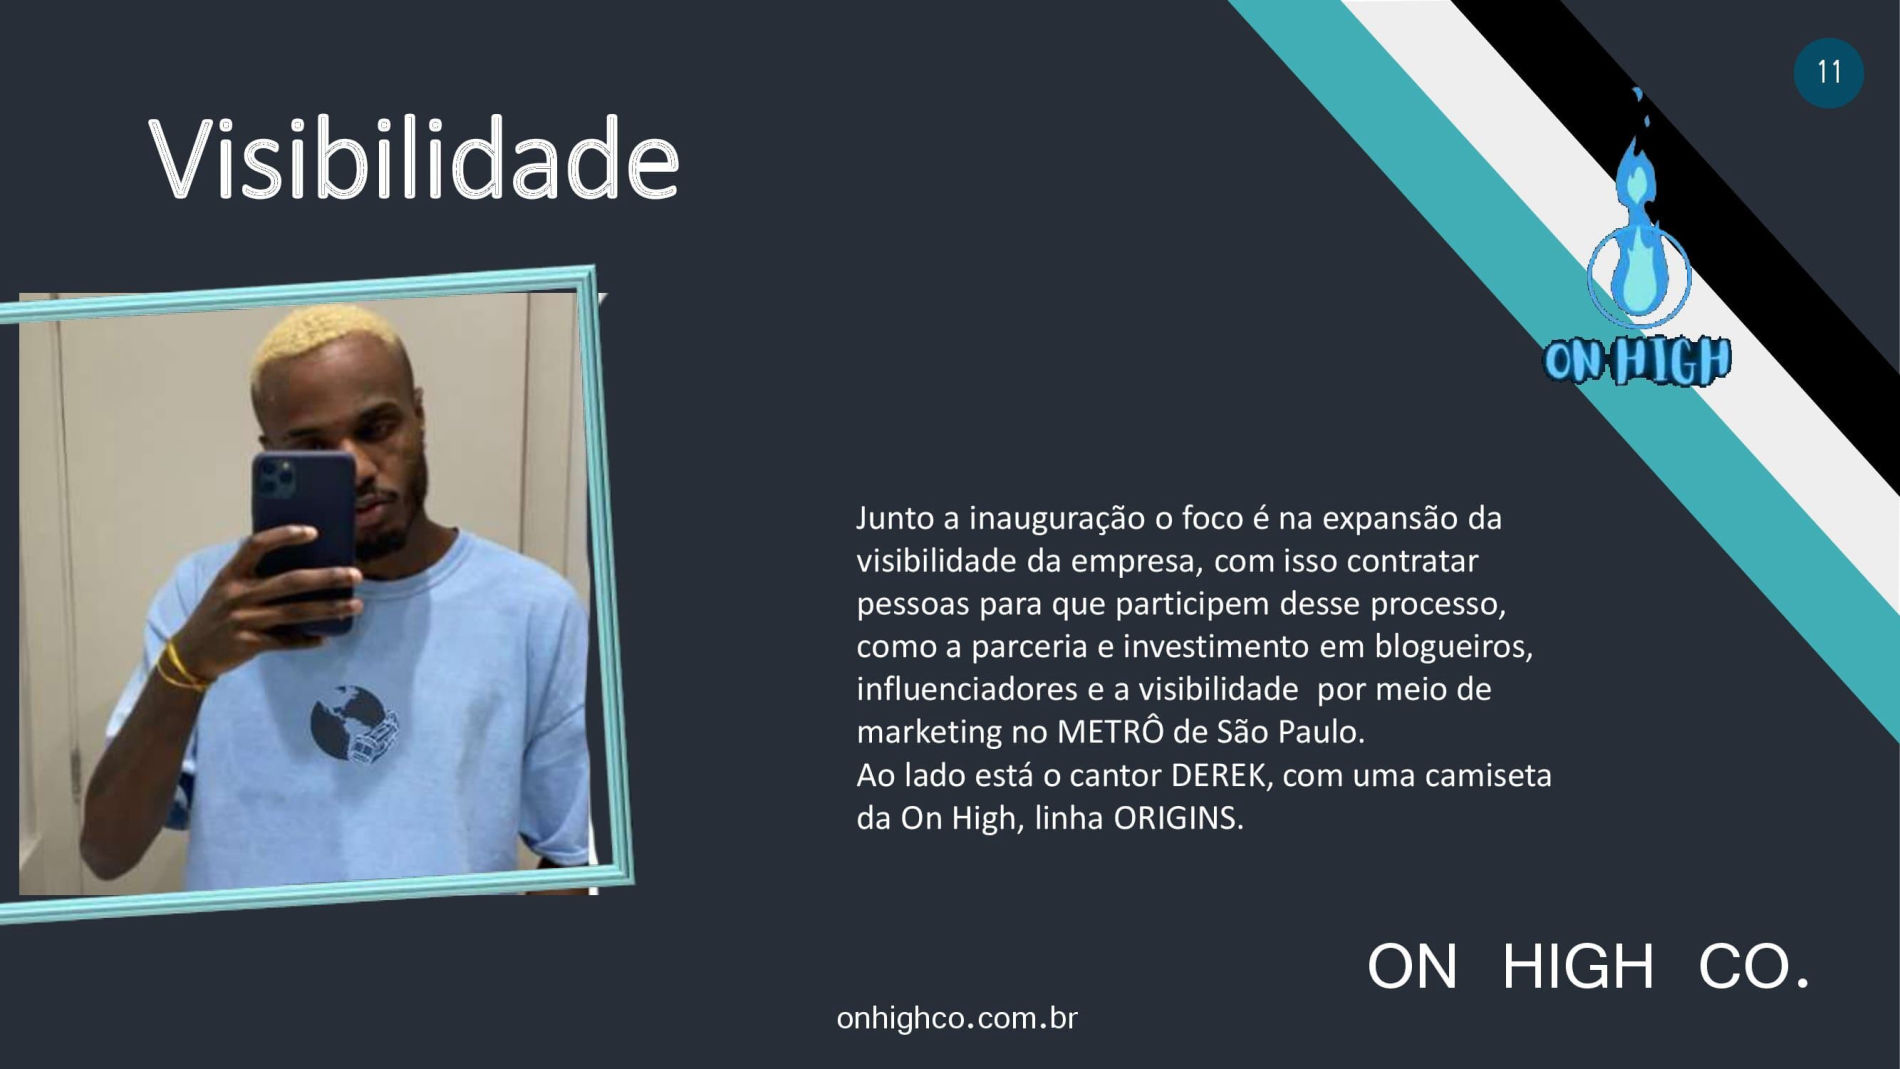 11
Visibilidade
ON HIGH
Junto a inauguração o foco é na expansão da
visibilidade da empresa, com isso contratar
pessoas para que participem desse processo,
como a parceria e investimento em blogueiros,
influenciadores e a visibilidade  por meio de
marketing no METRÔ de São Paulo.
Ao lado está o cantor DEREK, com uma camiseta
da On High, linha ORIGINS.
ON HIGH CO.
onhighco.com.br